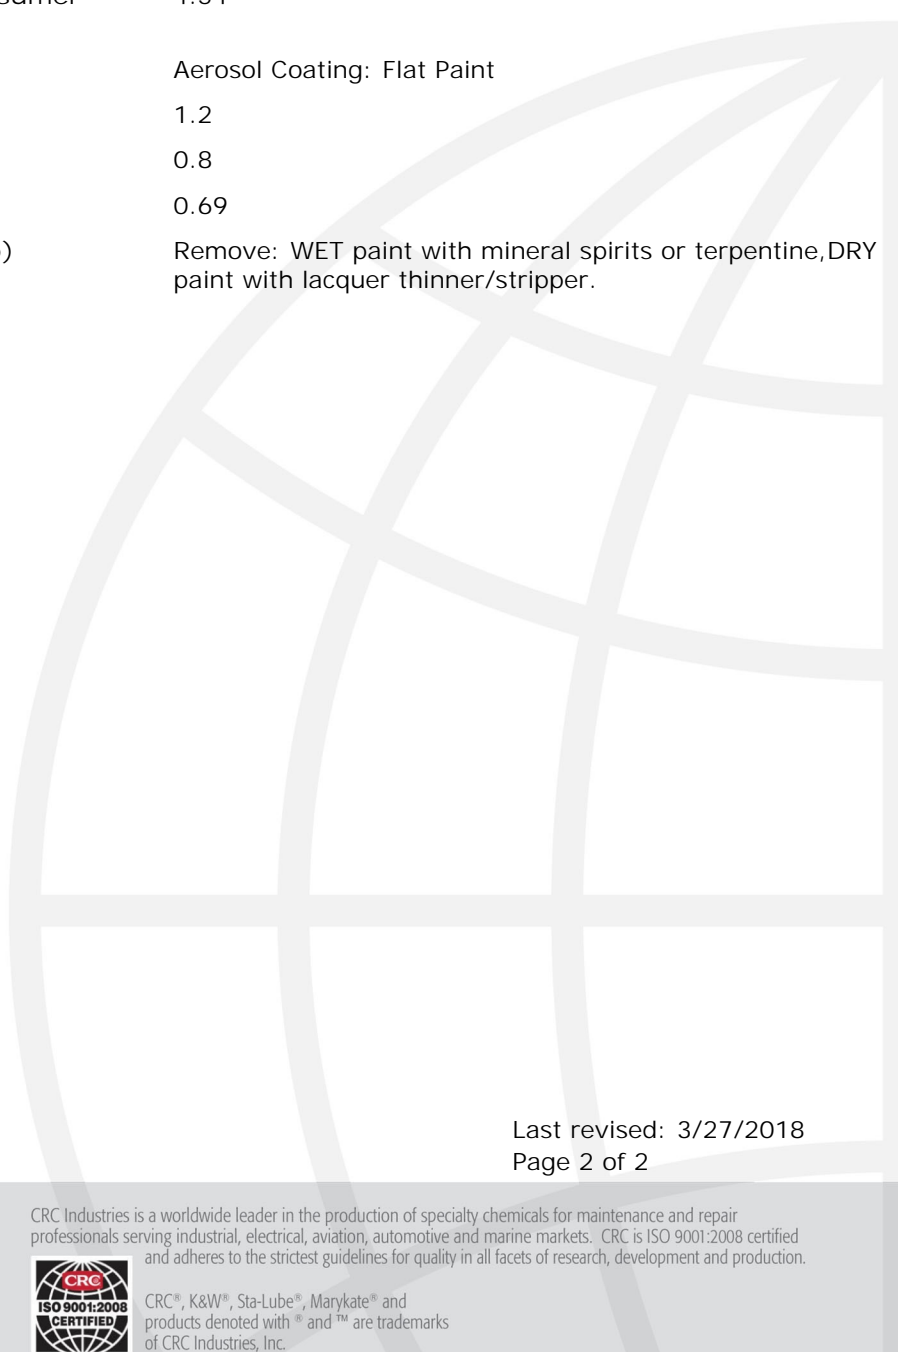 Aerosol Coating: Flat Paint
1.2
0.8
0.69
Remove: WET paint with mineral spirits or terpentine,DRY
paint with lacquer thinner/stripper.
Last revised: 3/27/2018
Page 2 of 2
CRC Industries is a worldwide leader in the production of specialty chemicals for maintenance and repair
professionals serving industrial, electrical, aviation, automotive and marine markets. CRC is ISO 9001:2008 certified
and adheres to the strictest guidelines for quality in all facets of research, development and production.
CRC®
ISO 9001:2008
CERTIFIED
CRC®, K&W®, Sta-Lube®, Marykate® and
products denoted with ® and ™ are trademarks
of CRC Industries, Inc.